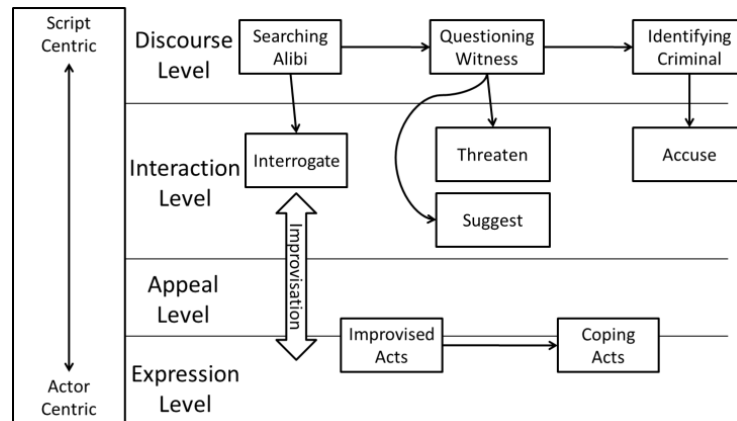 Script
Centric
Discourse
Level
Searching
Alibi
Questioning
Witness
Identifying
Criminal
Interaction
Level
Interrogate
Threaten
Accuse
Suggest
Improvisation
Appeal
Level
Improvised
Acts
Coping
Acts
Expression
Level
Actor
Centric